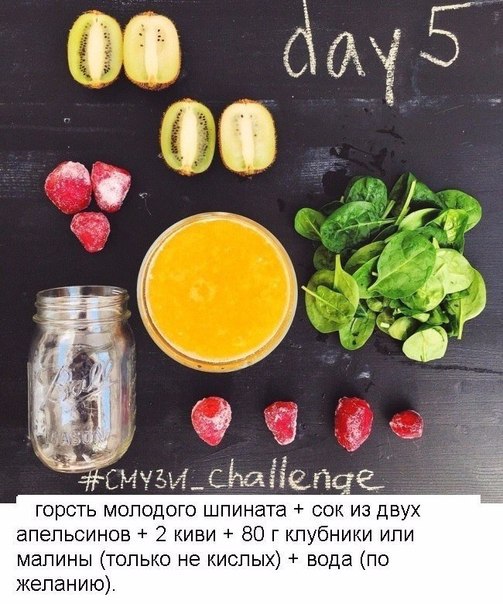 day 5
Ball
MASON
#СМУЗИ_challenge
горсть молодого шпината + сок из двух
апельсинов + 2 киви + 80 г клубники или
малины (только не кислых) + вода (по
желанию).